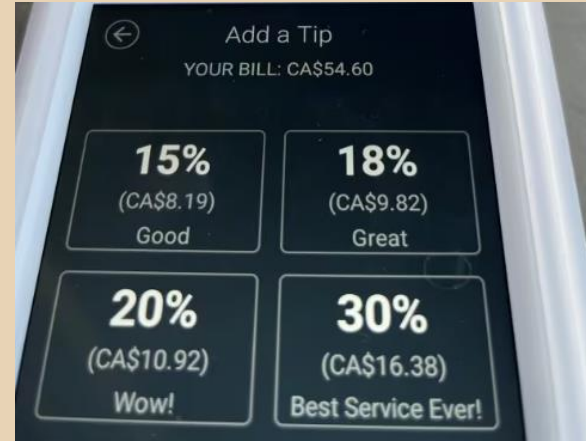 Add a Tip
YOUR BILL: CA$54.60
15%
(CA$8.19)
Good
18%
(CA$9.82)
Great
20%
(CA$10.92)
Wow!
30%
(CA$16.38)
Best Service Ever!